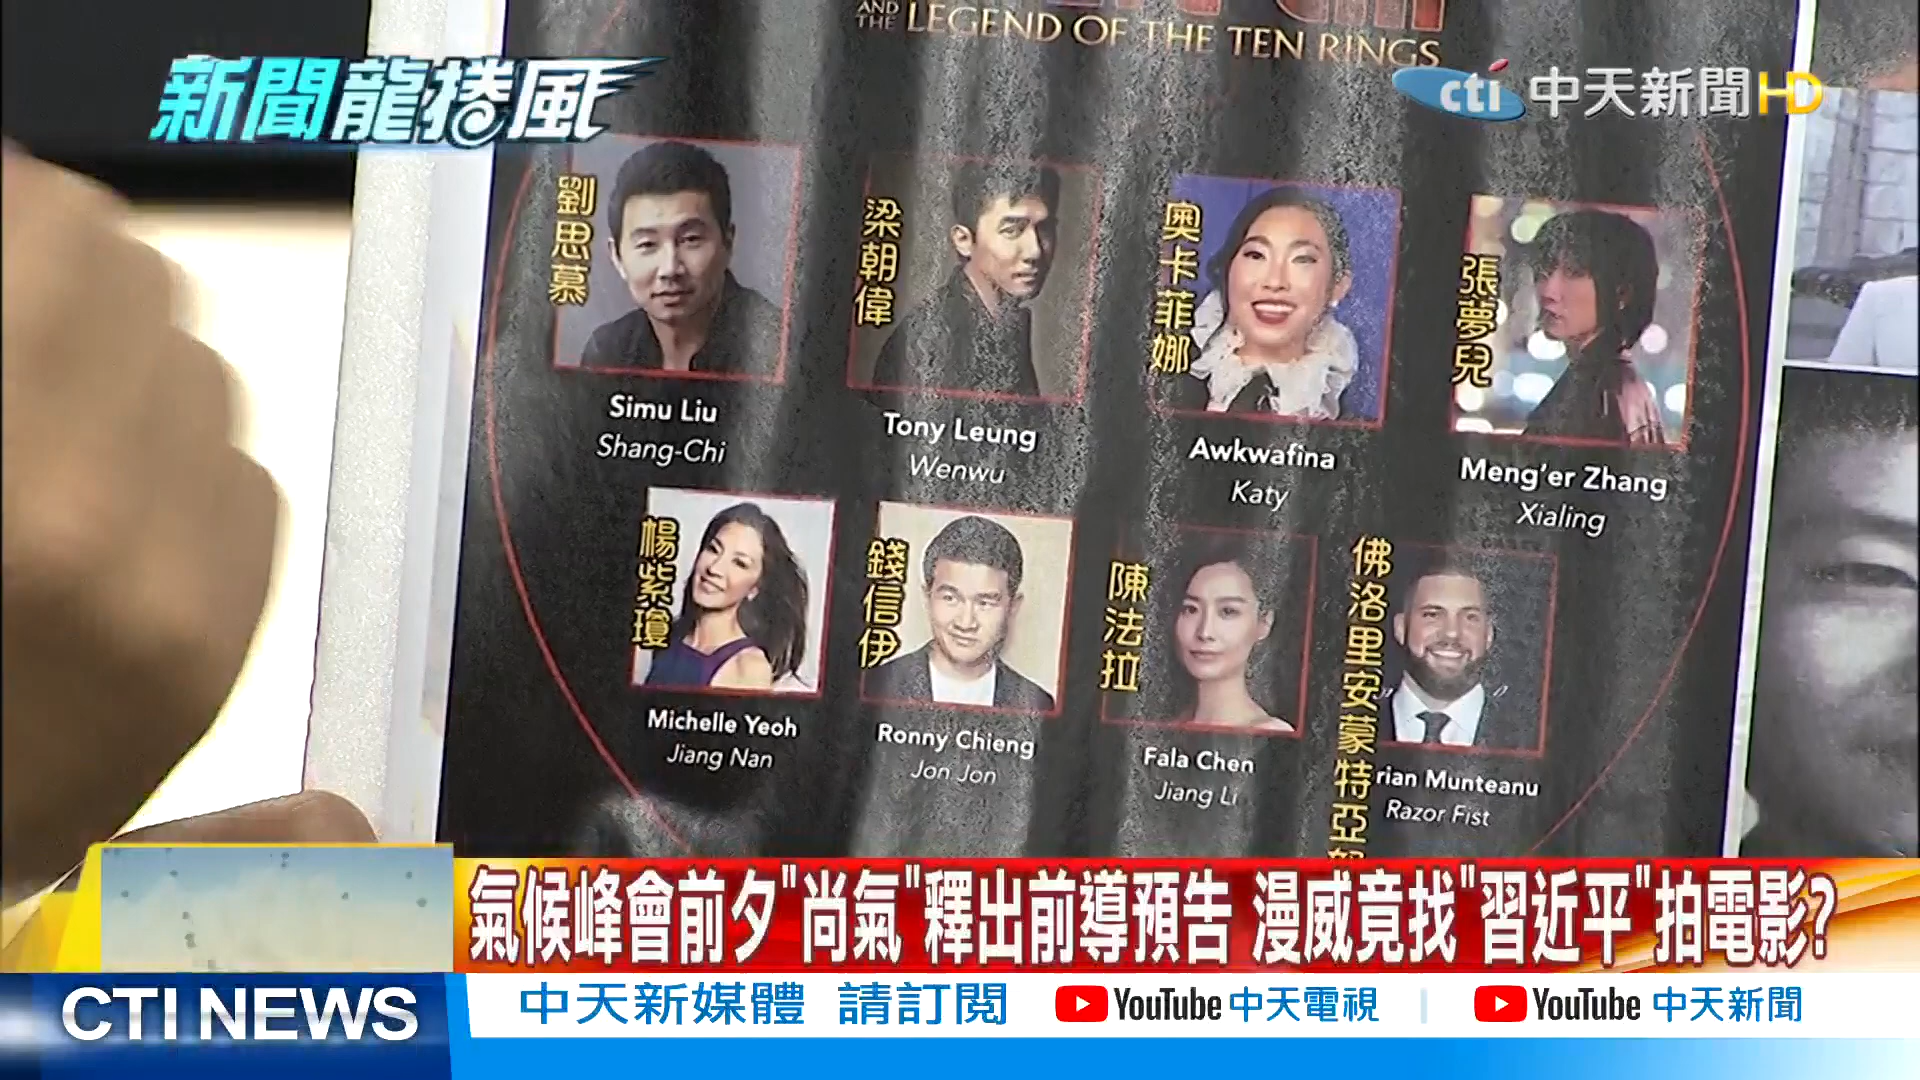 AND THE LEGEND OF THE TEN RINGS
新聞龍捲風
cti 中天新聞HD
劉思慕
梁朝偉
奧卡菲娜
張夢兒
Simu Liu
Shang-Chi
Tony Leung
Wenwu
Awkwafina
Katy
Meng'er Zhang
Xialing
楊紫瓊
錢信伊
陳法拉
佛洛里安蒙特亞
Michelle Yeoh
Jiang Nan
Ronny Chieng
Jon Jon
Fala Chen
Jiang Li
rian Munteanu
Razor Fist
氣候峰會前夕"尚氣"釋出前導預告 漫威竟找"習近平"拍電影?
CTI NEWS
中天新媒體 請訂閱 YouTube 中天電視 | YouTube 中天新聞